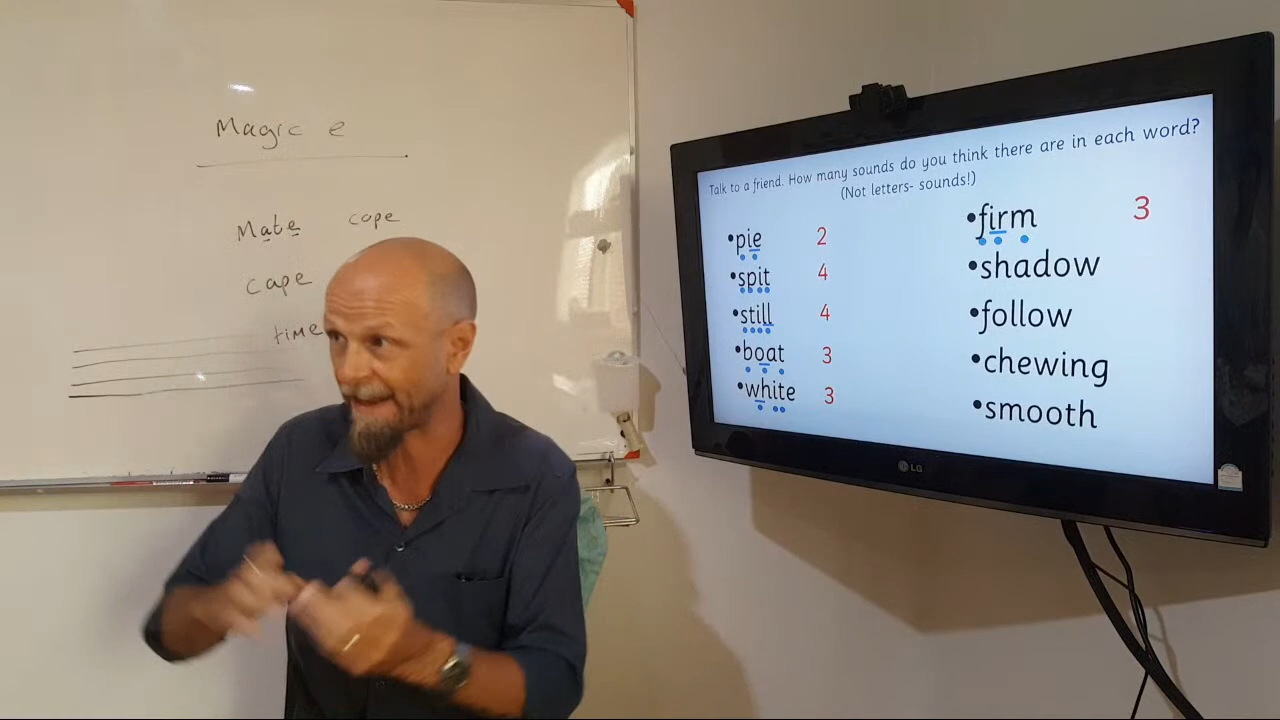 Magic e
Mate cape
cape
time
Talk to a friend. How many sounds do you think there are in each word?
(Not letters- sounds!)
•pie 2
•spit 4
•still 4
•boat 3
•white 3
•firm 3
•shadow
•follow
•chewing
•smooth
LG